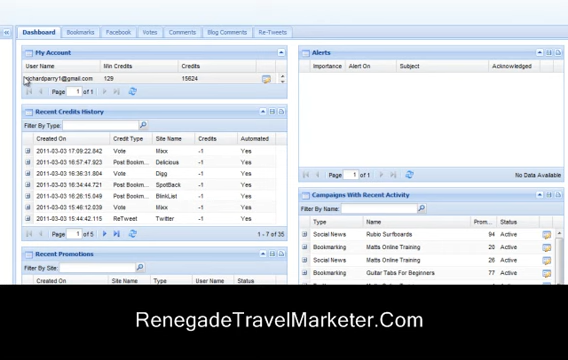 Dashboard Bookmarks Facebook Votes Comments Blog Comments Re-Tweets
My Account
User Name Min Credits Credits
richardparry1@gmail.com 129 15624
Page 1 of 1
Recent Credits History
Filter By Type:
Created On Credit Type Site Name Credits Automated
2011-03-03 17:09:22.842 Vote Mixx -1 Yes
2011-03-03 16:57:47.923 Post Bookm... Delicious -1 Yes
2011-03-03 16:36:31.804 Vote Digg -1 Yes
2011-03-03 16:34:44.721 Post Bookm... SpotBack -1 Yes
2011-03-03 16:26:15.049 Post Bookm... BlinkList -1 Yes
2011-03-03 15:46:12.039 Vote Mixx -1 Yes
2011-03-03 15:44:42.115 ReTweet Twitter -1 Yes
Page 1 of 5 1 - 7 of 35
Recent Promotions
Filter By Site:
Created On Site Name Type User Name Status
Alerts
Importance Alert On Subject Acknowledged
Page 1 of 1 No Data Available
Campaigns With Recent Activity
Filter By Name:
Type Name Prom... Status
Social News Rubio Surfboards 94 Active
Bookmarking Matts Online Training 20 Active
Social News Matts Online Training 26 Active
Bookmarking Guitar Tabs For Beginners 77 Active
RenegadeTravelMarketer.Com